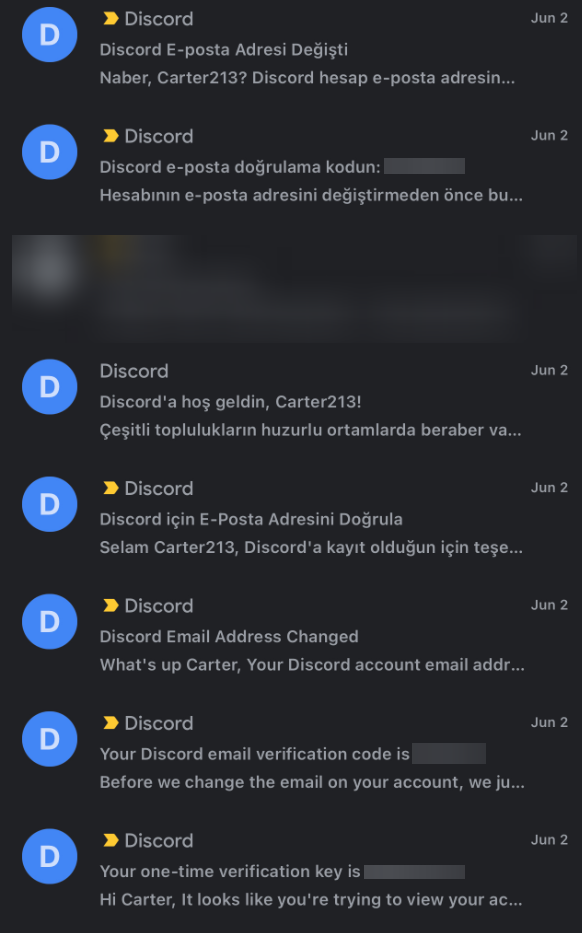 D
Discord
Jun 2
Discord E-posta Adresi Değişti
Naber, Carter213? Discord hesap e-posta adresin...
D
Discord
Jun 2
Discord e-posta doğrulama kodun:
Hesabının e-posta adresini değiştirmeden önce bu...
D
Discord
Jun 2
Discord'a hoş geldin, Carter213!
Çeşitli toplulukların huzurlu ortamlarda beraber va...
D
Discord
Jun 2
Discord için E-Posta Adresini Doğrula
Selam Carter213, Discord'a kayıt olduğun için teşe...
D
Discord
Jun 2
Discord Email Address Changed
What's up Carter, Your Discord account email addr...
D
Discord
Jun 2
Your Discord email verification code is
Before we change the email on your account, we ju...
D
Discord
Jun 2
Your one-time verification key is
Hi Carter, It looks like you're trying to view your ac...